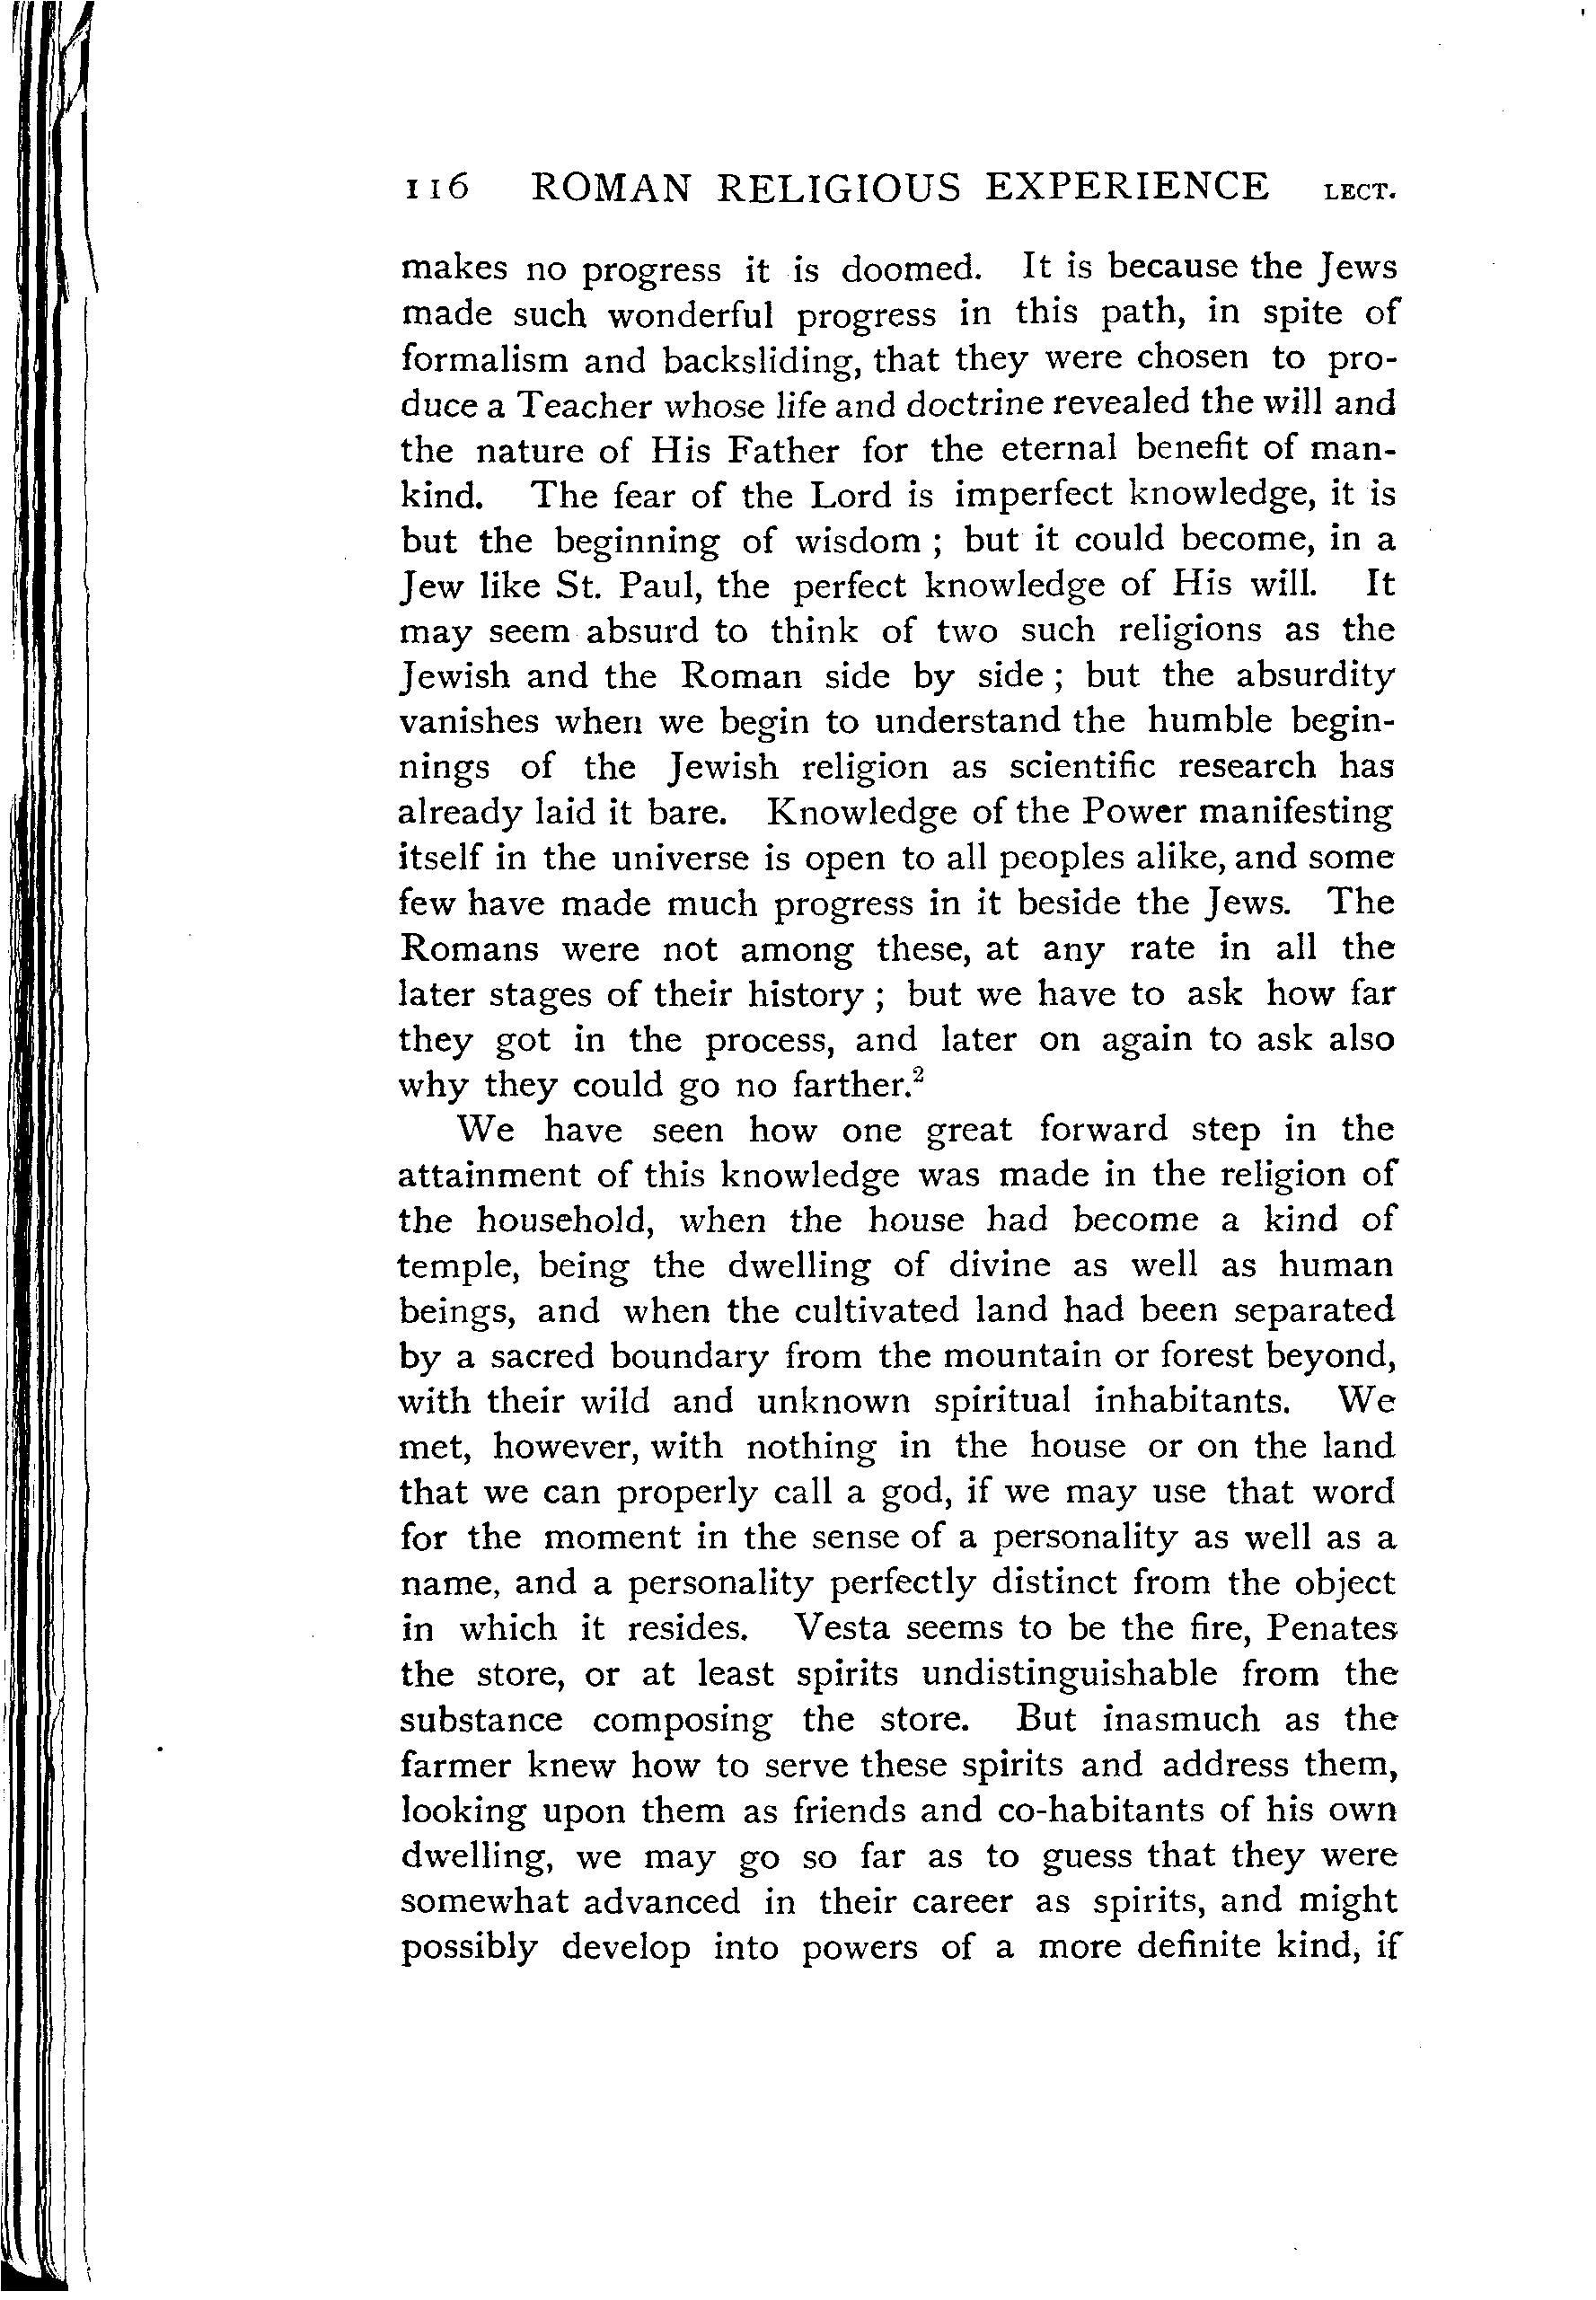 116 ROMAN RELIGIOUS EXPERIENCE LECT.
makes no progress it is doomed. It is because the Jews
made such wonderful progress in this path, in spite of
formalism and backsliding, that they were chosen to pro-
duce a Teacher whose life and doctrine revealed the will and
the nature of His Father for the eternal benefit of man-
kind. The fear of the Lord is imperfect knowledge, it is
but the beginning of wisdom ; but it could become, in a
Jew like St. Paul, the perfect knowledge of His will. It
may seem absurd to think of two such religions as the
Jewish and the Roman side by side ; but the absurdity
vanishes when we begin to understand the humble begin-
nings of the Jewish religion as scientific research has
already laid it bare. Knowledge of the Power manifesting
itself in the universe is open to all peoples alike, and some
few have made much progress in it beside the Jews. The
Romans were not among these, at any rate in all the
later stages of their history ; but we have to ask how far
they got in the process, and later on again to ask also
why they could go no farther.²
We have seen how one great forward step in the
attainment of this knowledge was made in the religion of
the household, when the house had become a kind of
temple, being the dwelling of divine as well as human
beings, and when the cultivated land had been separated
by a sacred boundary from the mountain or forest beyond,
with their wild and unknown spiritual inhabitants. We
met, however, with nothing in the house or on the land
that we can properly call a god, if we may use that word
for the moment in the sense of a personality as well as a
name, and a personality perfectly distinct from the object
in which it resides. Vesta seems to be the fire, Penates
the store, or at least spirits undistinguishable from the
substance composing the store. But inasmuch as the
farmer knew how to serve these spirits and address them,
looking upon them as friends and co-habitants of his own
dwelling, we may go so far as to guess that they were
somewhat advanced in their career as spirits, and might
possibly develop into powers of a more definite kind, if